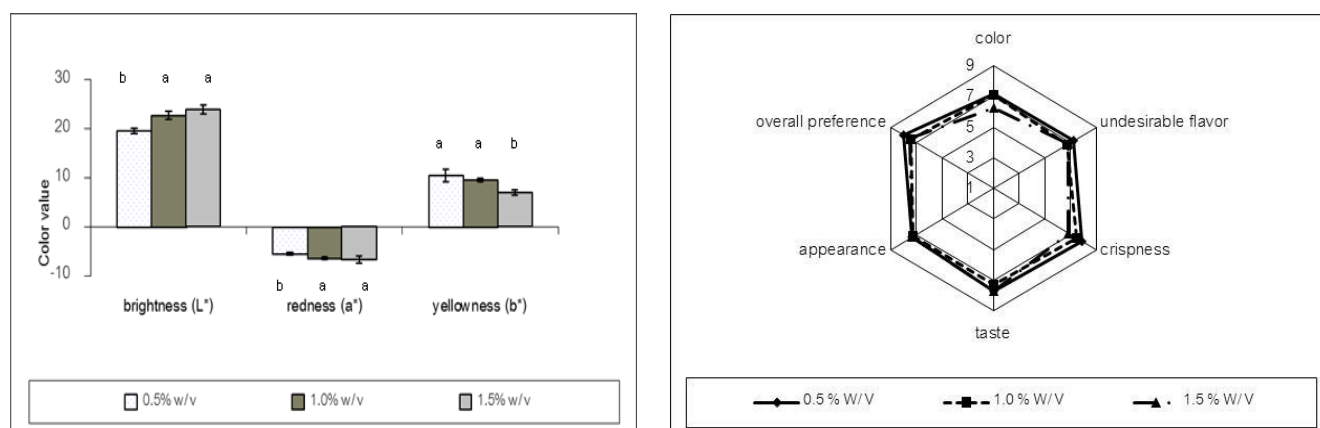 30
20
10
0
-10
Color value
b a a
a a b
b a a
brightness (L*) redness (a*) yellowness (b*)
0.5% w/v 1.0% w/v 1.5% w/v
color
9
7
5
3
1
overall preference undesirable flavor
appearance crispness
taste
0.5 % W/V 1.0 % W/V 1.5 % W/V